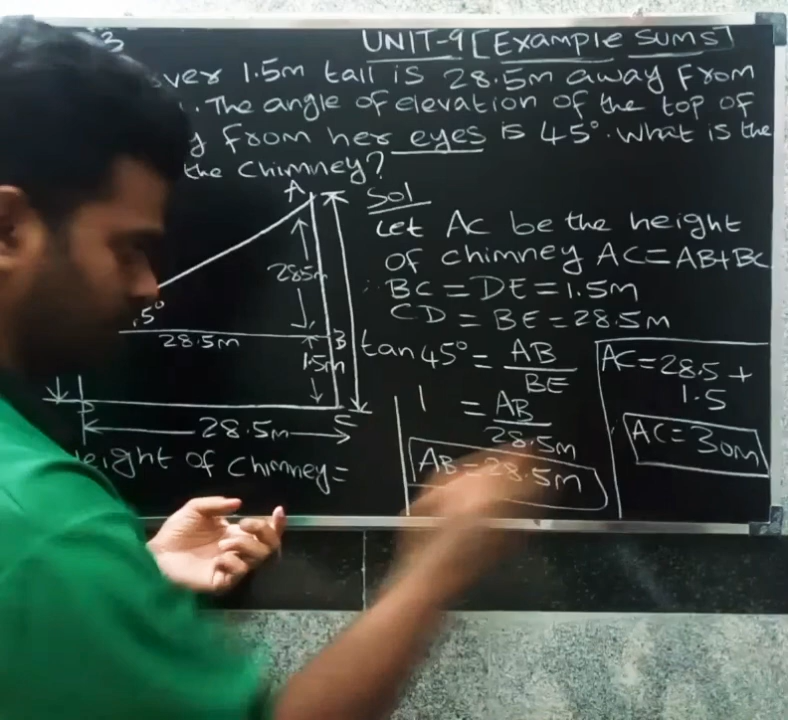 3
UNIT-9 [Example sums]
ver 1.5m tall is 28.5m away From
. The angle of elevation of the top of
y From her eyes is 45°. What is the
the Chimney?
A
Sol
Let AC be the height
of chimney AC=AB+BC
∵ BC = DE = 1.5m
CD = BE = 28.5m
tan 45° = AB/BE
1 = AB/28.5m
AB = 28.5m
AC = 28.5 +
1.5
∴ AC = 30m
28.5m
5°
28.5m
B
1.5m
D
C
28.5m
eight of Chimney =